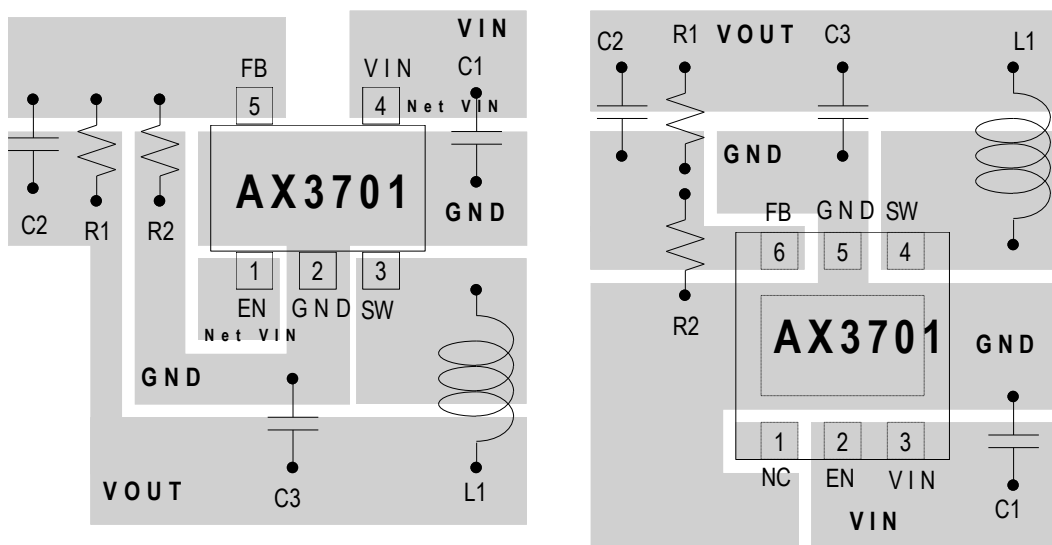 VIN
FB
VIN
C1
5
4
Net VIN
AX3701
GND
C2
R1
R2
1
2
3
EN
GND
SW
Net VIN
GND
VOUT
C3
L1
C2
R1
VOUT
C3
L1
GND
FB
GND
SW
6
5
4
R2
AX3701
GND
1
2
3
NC
EN
VIN
C1
VIN